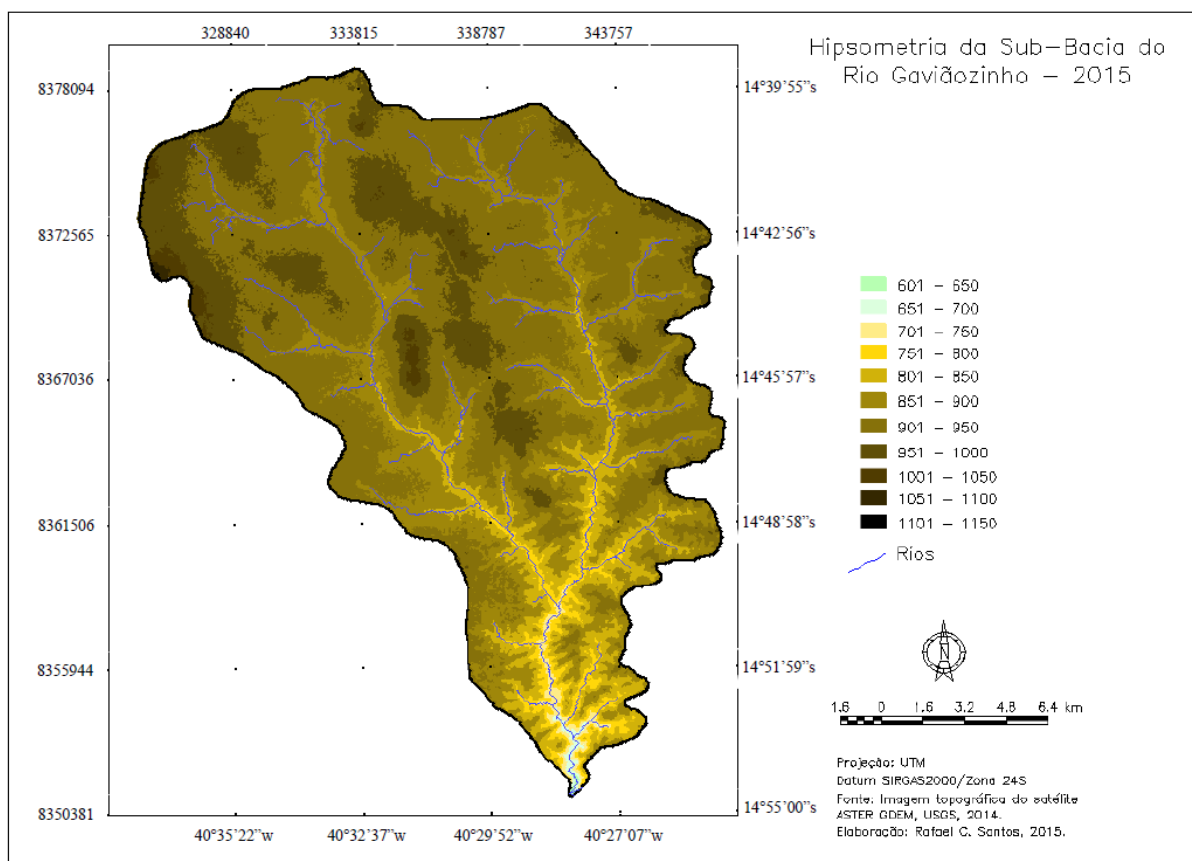 328840 333815 338787 343757
Hipsometria da Sub-Bacia do
Rio Gaviãozinho - 2015
8378094
8372565
8367036
8361506
8355944
8350381
14°39'55"s
14°42'56"s
14°45'57"s
14°48'58"s
14°51'59"s
14°55'00"s
40°35'22"w 40°32'37"w 40°29'52"w 40°27'07"w
601 - 650
651 - 700
701 - 750
751 - 800
801 - 850
851 - 900
901 - 950
951 - 1000
1001 - 1050
1051 - 1100
1101 - 1150
Rios
N
1.6 0 1.6 3.2 4.8 6.4 km
Projeção: UTM
Datum SIRGAS2000/Zona 24S
Fonte: Imagem topográfica do satélite
ASTER GDEM, USGS, 2014.
Elaboração: Rafael C. Santos, 2015.